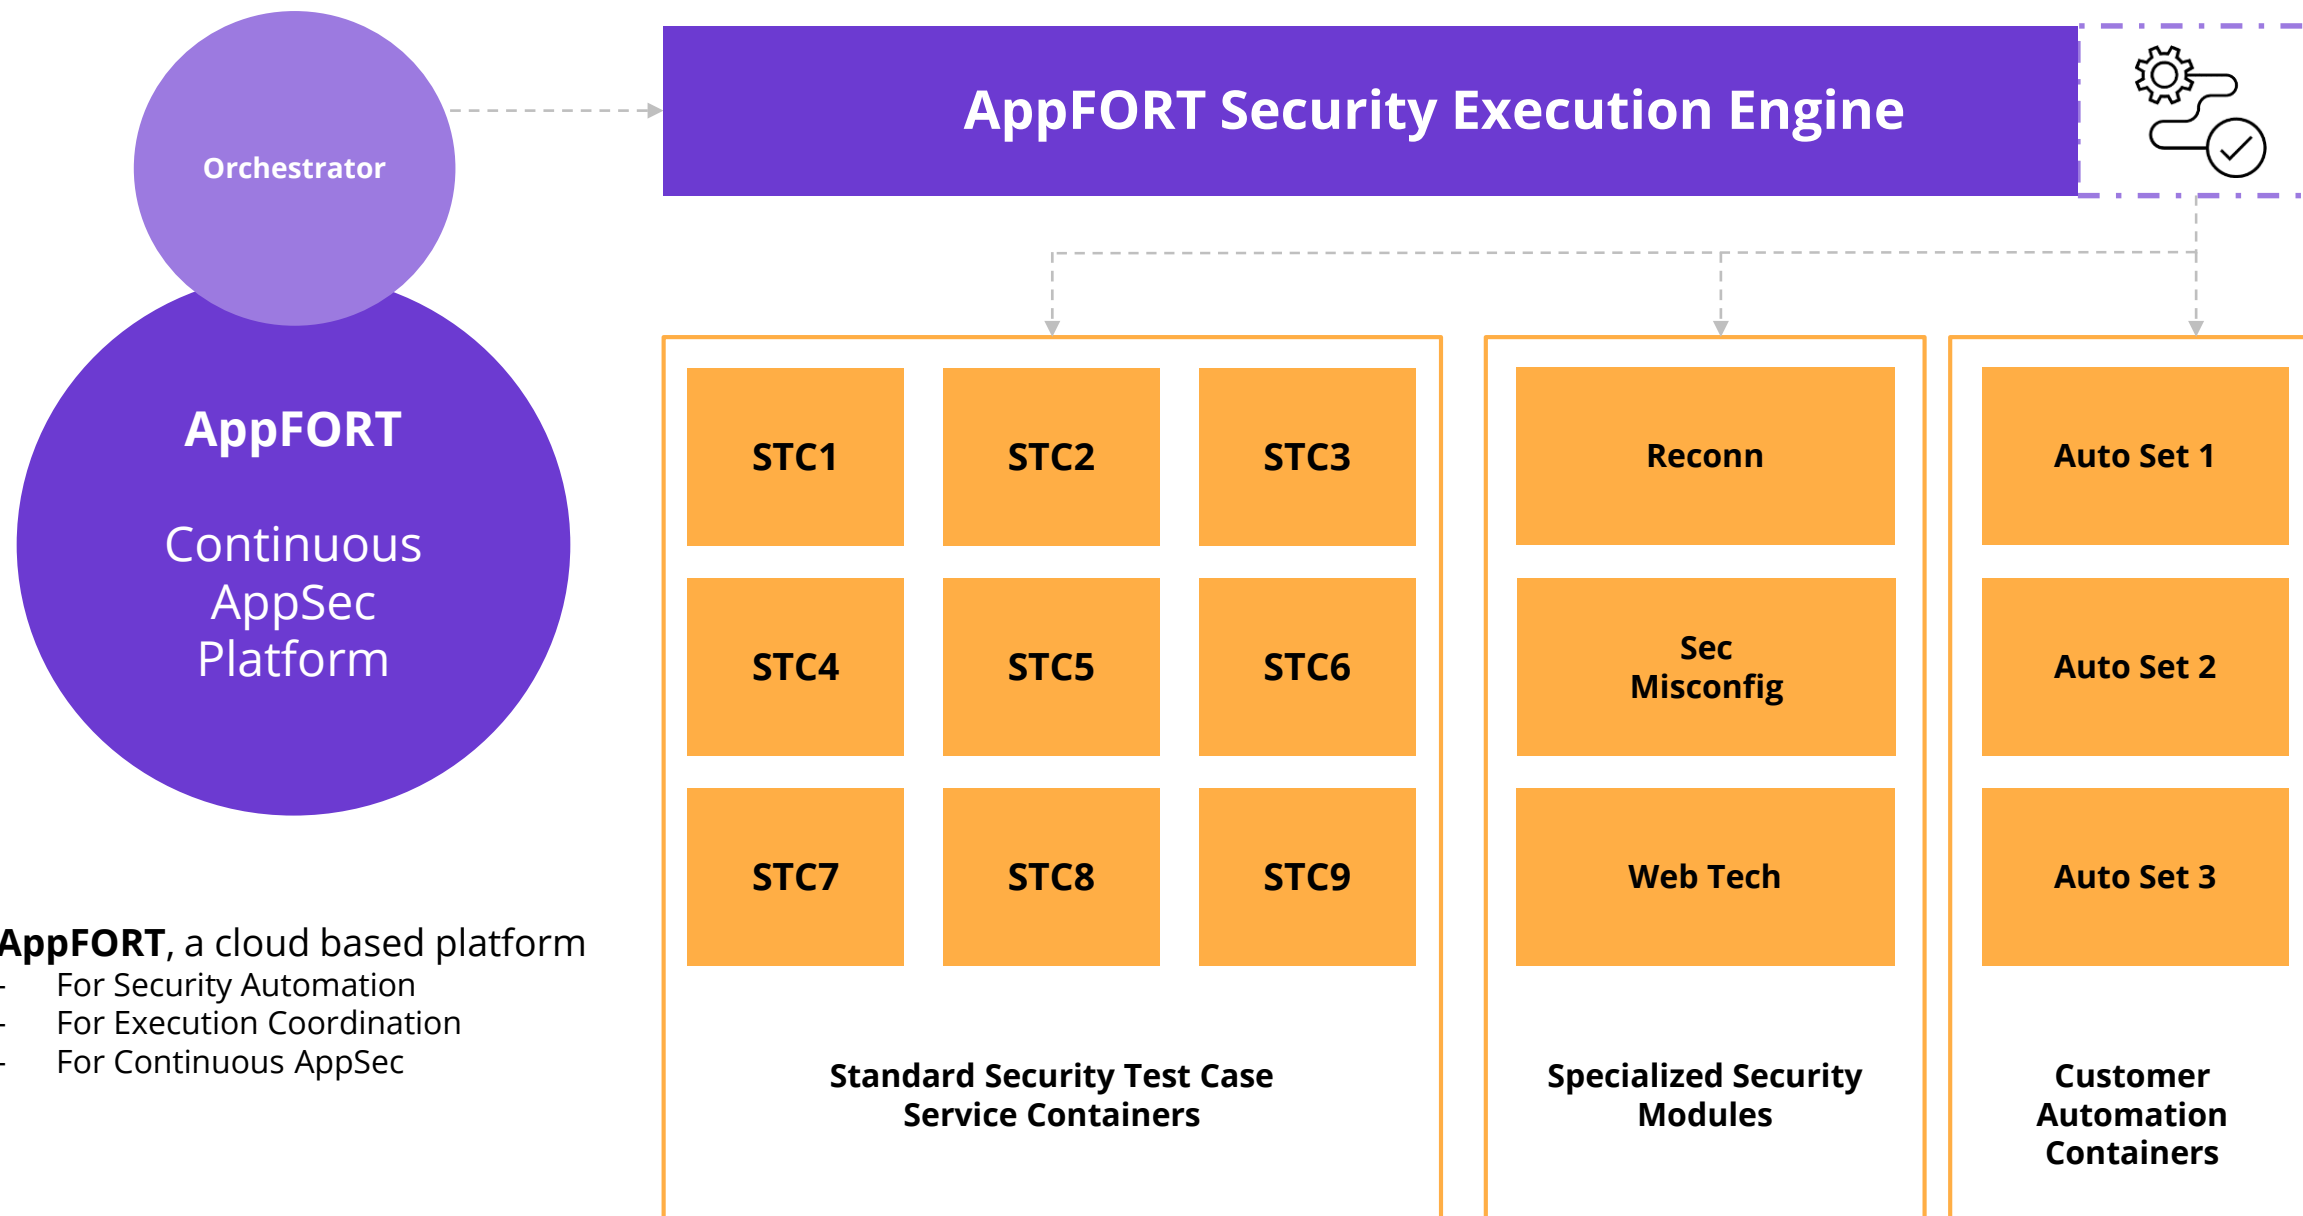 Orchestrator
AppFORT
Continuous
AppSec
Platform
AppFORT, a cloud based platform
- For Security Automation
- For Execution Coordination
- For Continuous AppSec
AppFORT Security Execution Engine
STC1 STC2 STC3
STC4 STC5 STC6
STC7 STC8 STC9
Standard Security Test Case
Service Containers
Reconn
Sec
Misconfig
Web Tech
Specialized Security
Modules
Auto Set 1
Auto Set 2
Auto Set 3
Customer
Automation
Containers